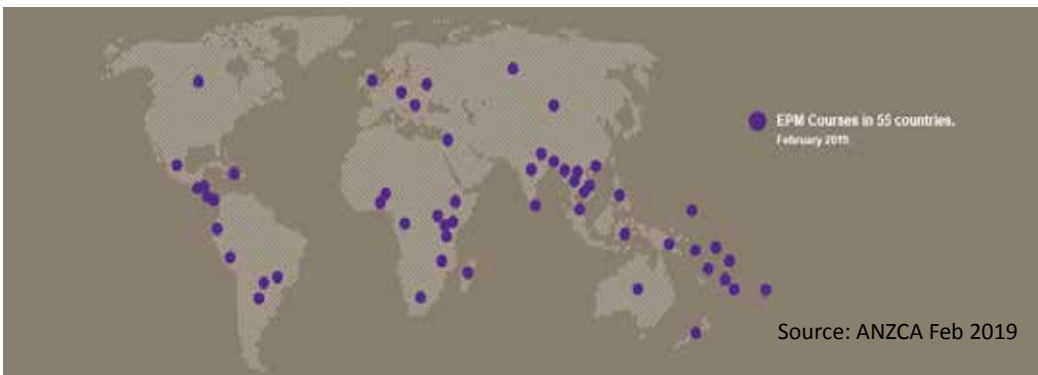 EPM Courses in 55 countries.
February 2019.
Source: ANZCA Feb 2019